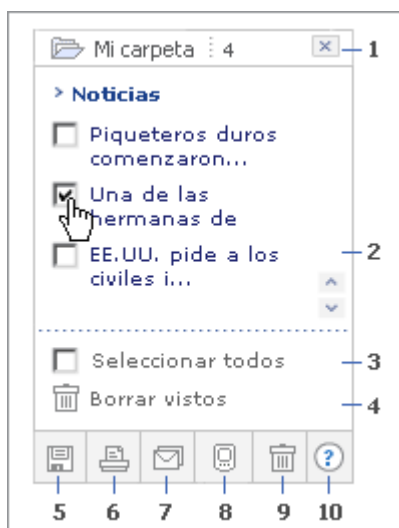 Mi carpeta 4 1
> Noticias
Piqueteros duros
comenzaron...
Una de las
hermanas de
EE.UU. pide a los 2
civiles i...
Seleccionar todos 3
Borrar vistos 4
?
5 6 7 8 9 10